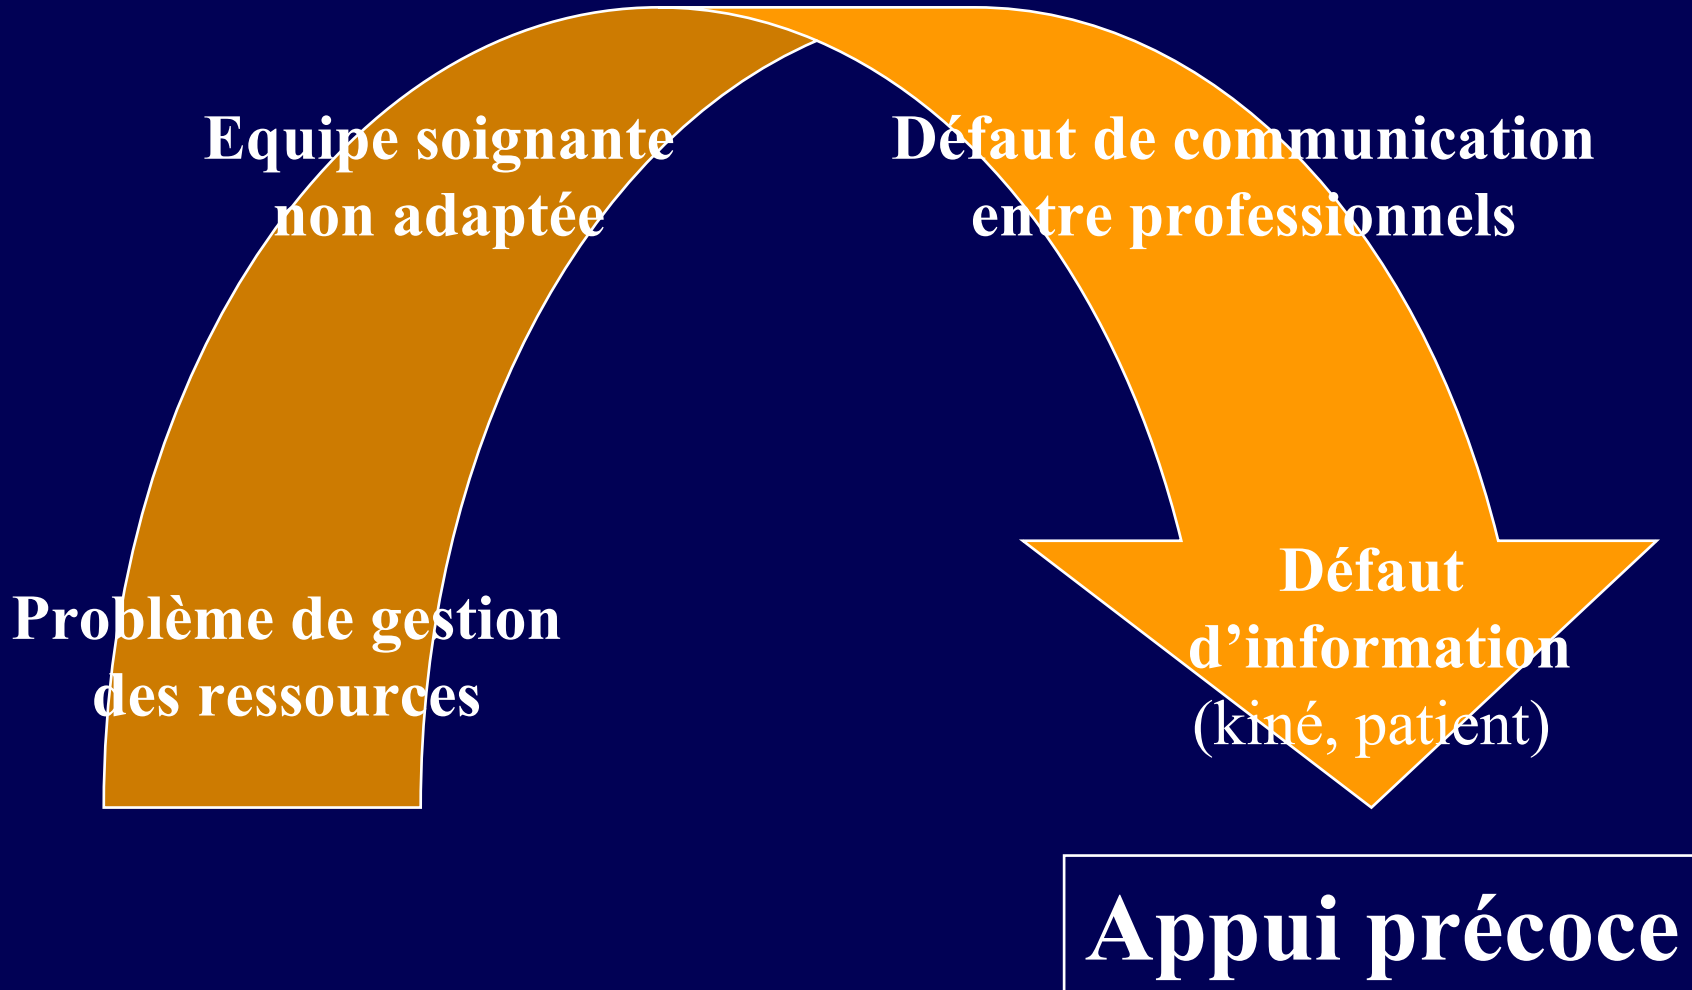 Equipe soignante
non adaptée
Défaut de communication
entre professionnels
Problème de gestion
des ressources
Défaut
d’information
(kiné, patient)
Appui précoce